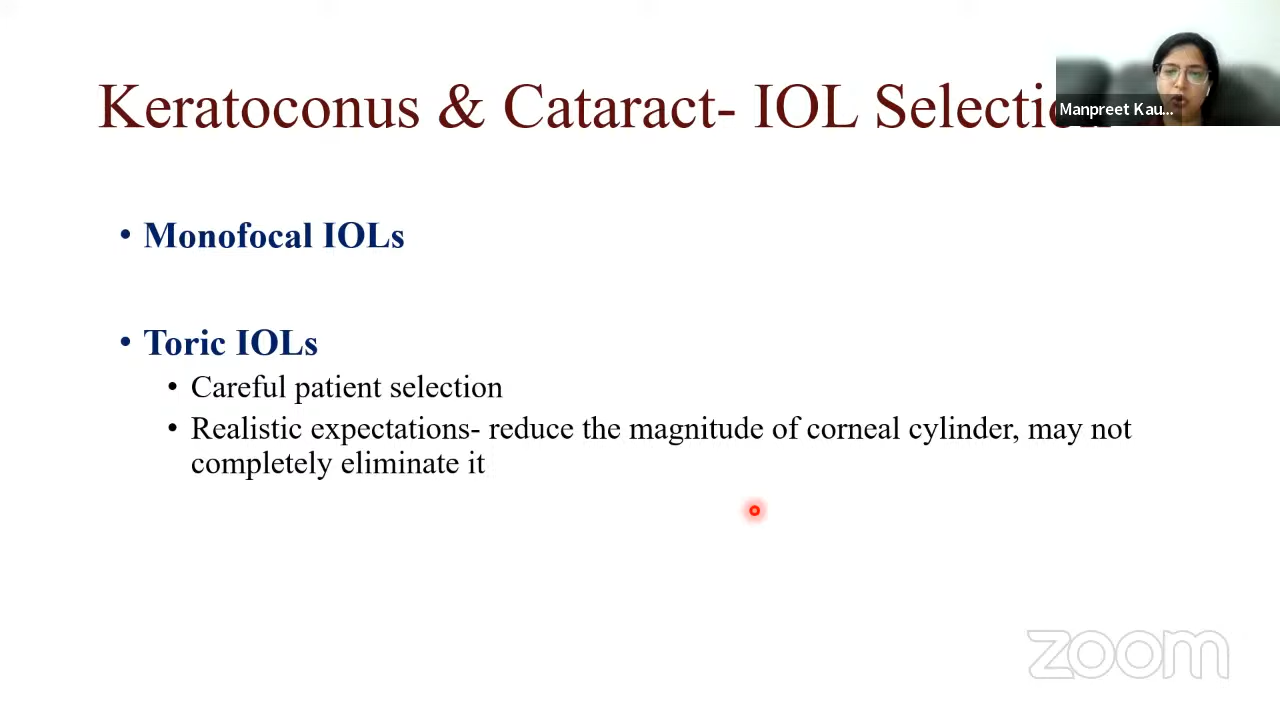 Keratoconus & Cataract- IOL Selection
Manpreet Kau...
• Monofocal IOLs
• Toric IOLs
• Careful patient selection
• Realistic expectations- reduce the magnitude of corneal cylinder, may not
completely eliminate it
zoom